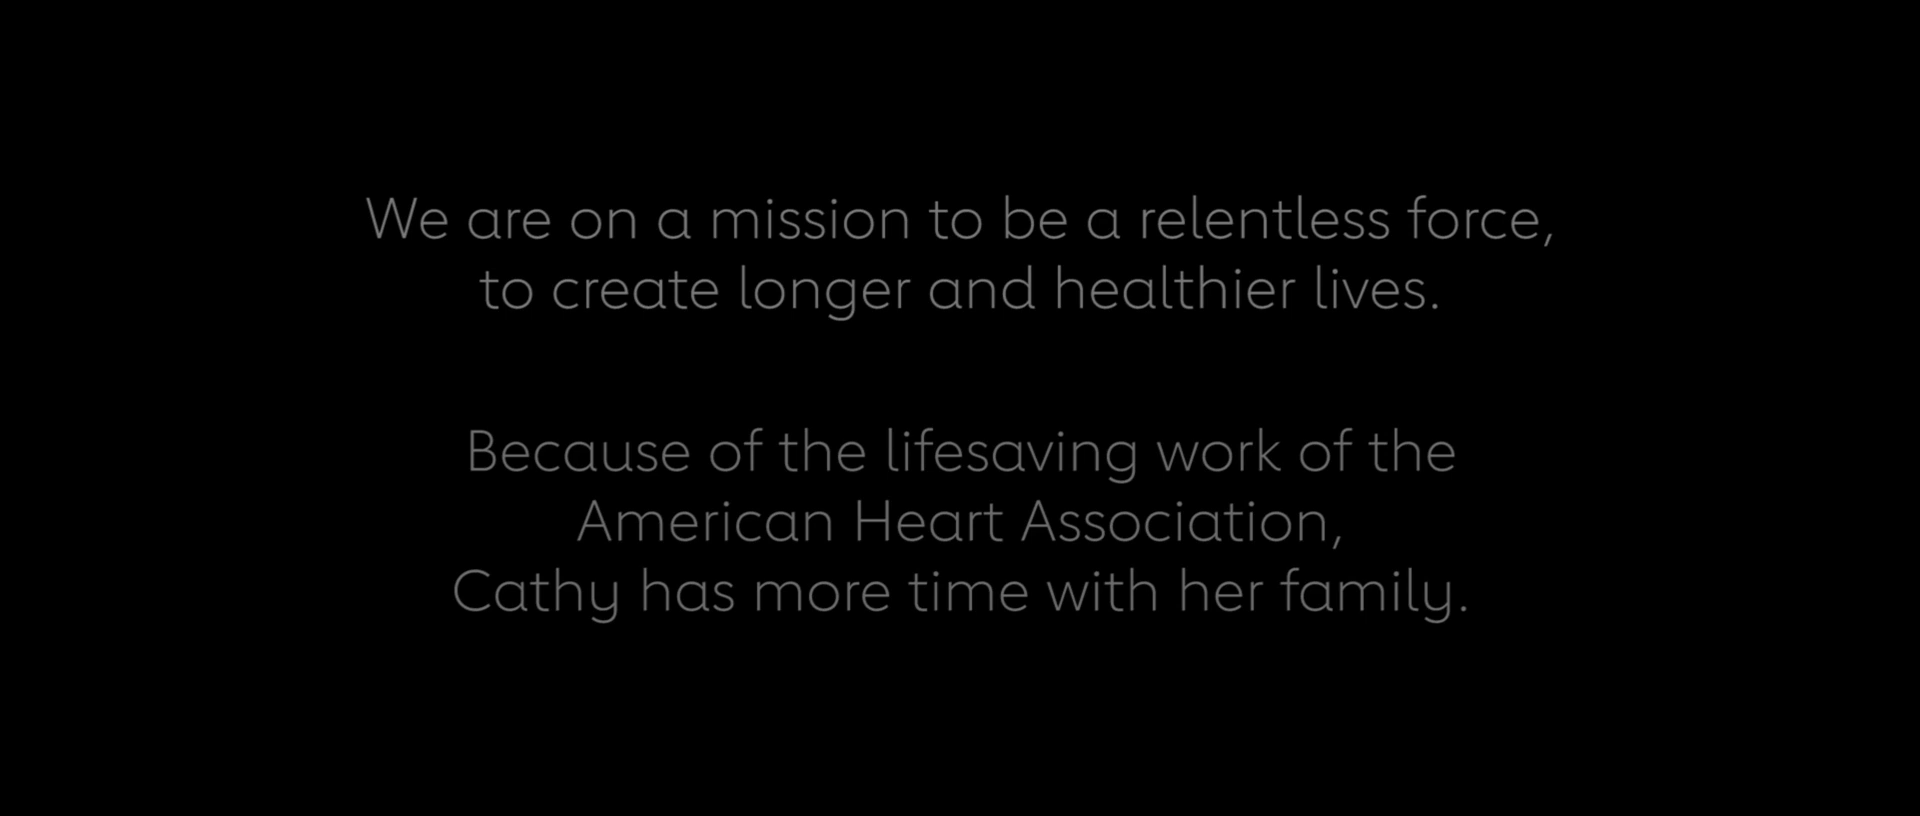 We are on a mission to be a relentless force,
to create longer and healthier lives.
Because of the lifesaving work of the
American Heart Association,
Cathy has more time with her family.